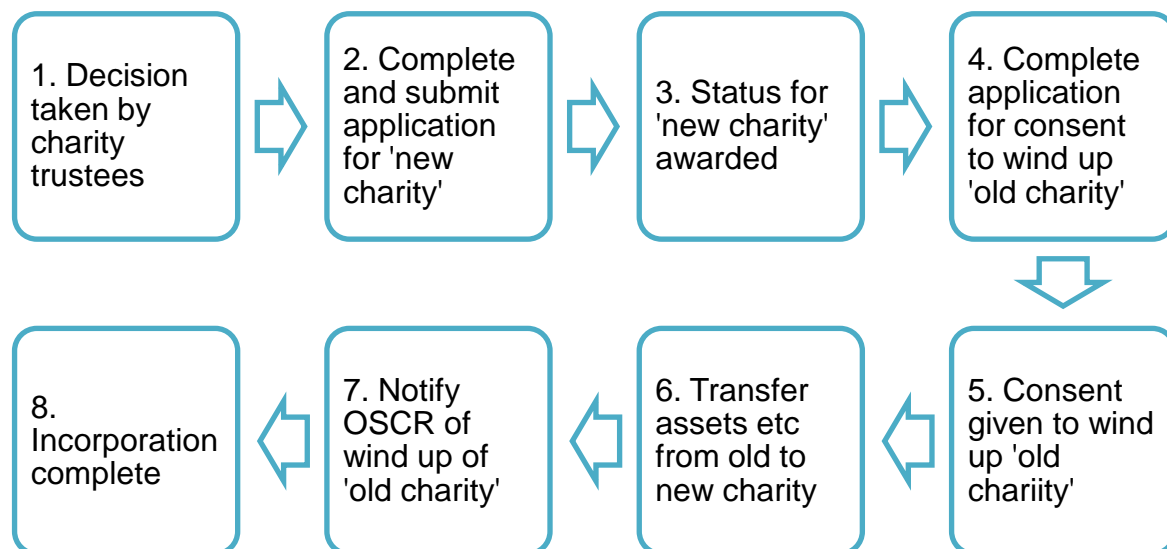 1. Decision
taken by
charity
trustees
2. Complete
and submit
application
for 'new
charity'
3. Status for
'new charity'
awarded
4. Complete
application
for consent
to wind up
'old charity'
5. Consent
given to wind
up 'old
chariity'
6. Transfer
assets etc
from old to
new charity
7. Notify
OSCR of
wind up of
'old charity'
8.
Incorporation
complete